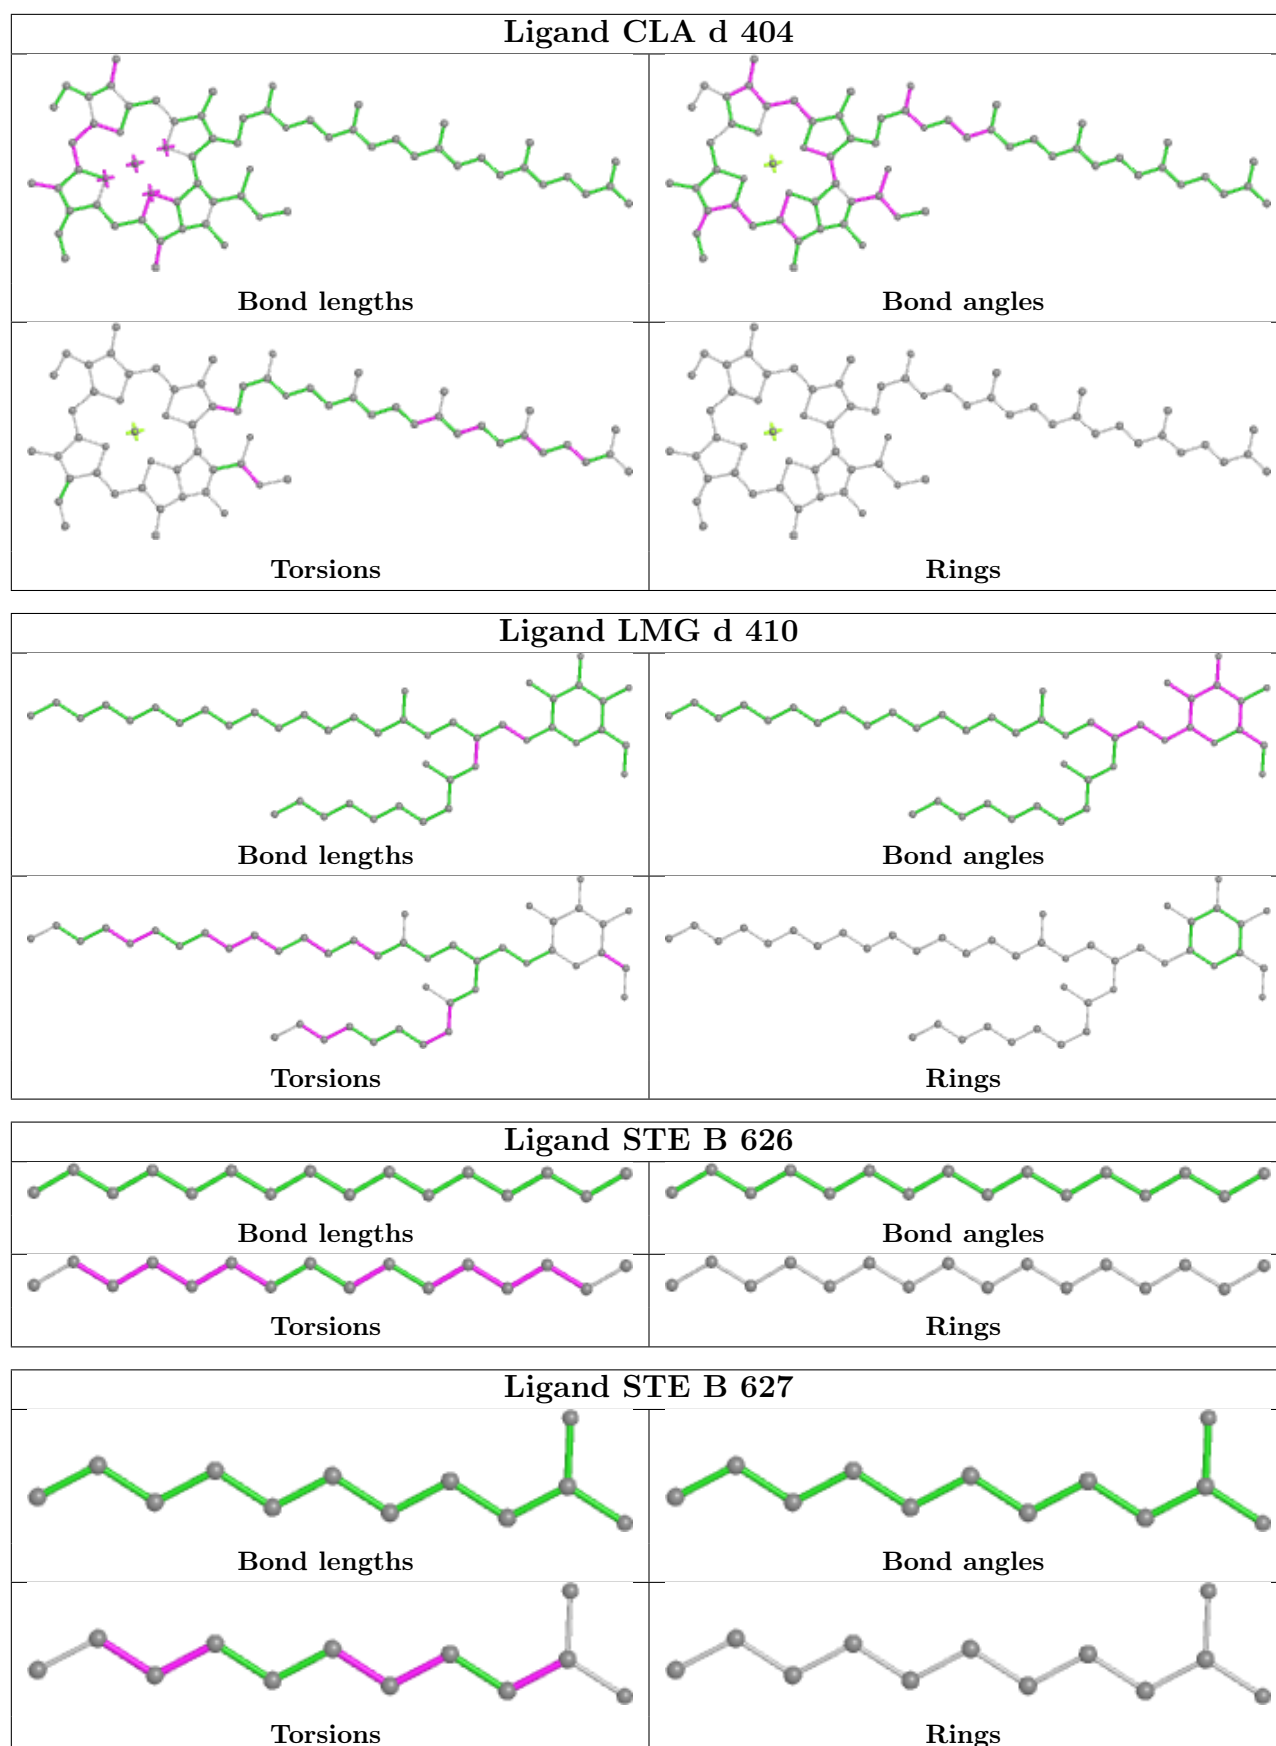 Ligand CLA d 404
Bond lengths
Bond angles
Torsions
Rings
Ligand LMG d 410
Bond lengths
Bond angles
Torsions
Rings
Ligand STE B 626
Bond lengths
Bond angles
Torsions
Rings
Ligand STE B 627
Bond lengths
Bond angles
Torsions
Rings